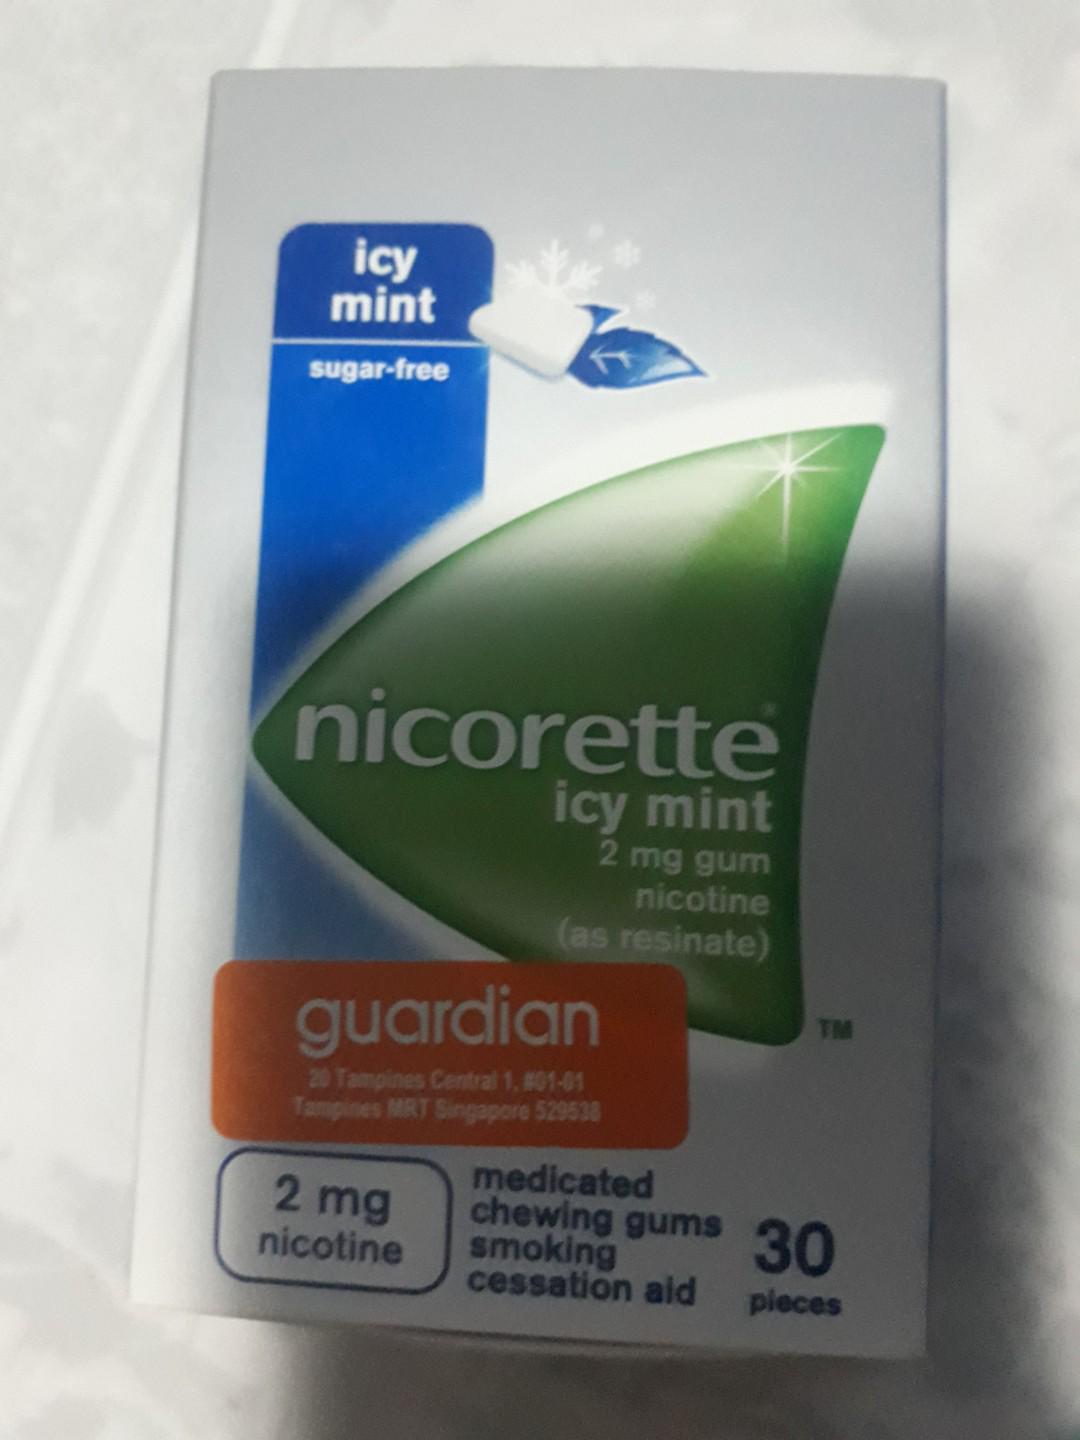 icy
mint
sugar-free
nicorette®
icy mint
2 mg gum
nicotine
(as resinate)
TM
guardian
20 Tampines Central 1, #01-01
Tampines MRT Singapore 529538
2 mg
nicotine
medicated
chewing gums
smoking
cessation aid
30
pieces